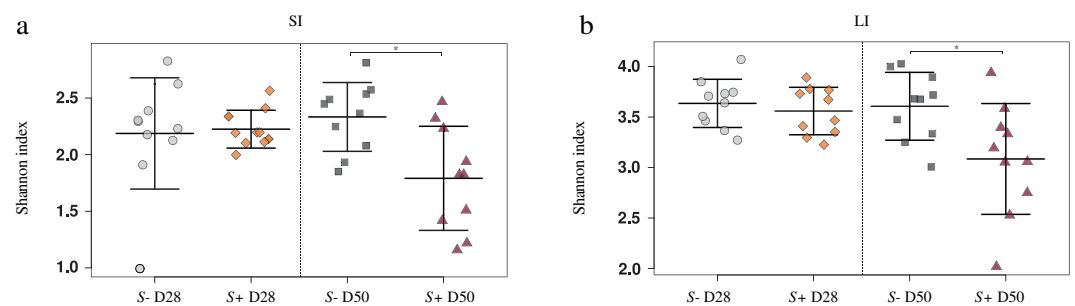 a
SI
Shannon index
2.5
2.0
1.5
1.0
*
S- D28
S+ D28
S- D50
S+ D50
b
LI
Shannon index
4.0
3.5
3.0
2.5
2.0
*
S- D28
S+ D28
S- D50
S+ D50